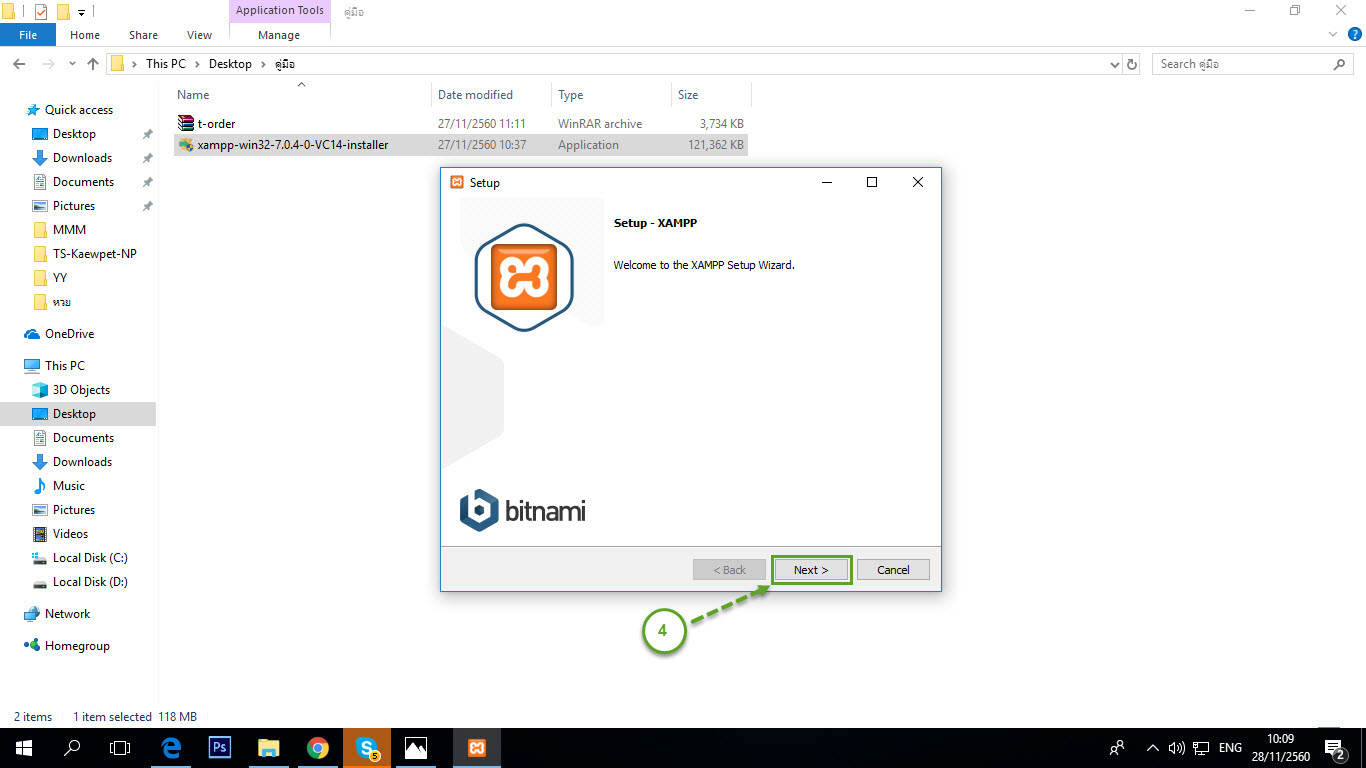 Application Tools
คู่มือ
File
Home
Share
View
Manage
This PC > Desktop > คู่มือ
Search คู่มือ
Name
Date modified
Type
Size
t-order
27/11/2560 11:11
WinRAR archive
3,734 KB
xampp-win32-7.0.4-0-VC14-installer
27/11/2560 10:37
Application
121,362 KB
Quick access
Desktop
Downloads
Documents
Pictures
MMM
TS-Kaewpet-NP
YY
หวย
OneDrive
This PC
3D Objects
Desktop
Documents
Downloads
Music
Pictures
Videos
Local Disk (C:)
Local Disk (D:)
Network
Homegroup
Setup
Setup - XAMPP
Welcome to the XAMPP Setup Wizard.
bitnami
< Back
Next >
Cancel
4
2 items
1 item selected 118 MB
Ps
S
5
ENG
10:09
28/11/2560
2